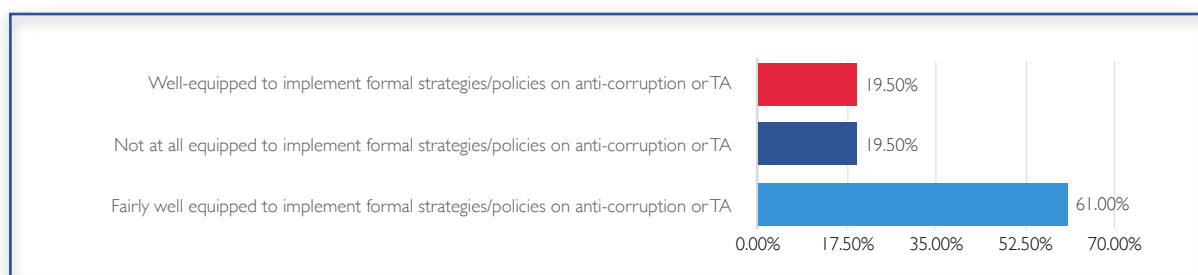 Well-equipped to implement formal strategies/policies on anti-corruption or TA
19.50%
Not at all equipped to implement formal strategies/policies on anti-corruption or TA
19.50%
Fairly well equipped to implement formal strategies/policies on anti-corruption or TA
61.00%
0.00% 17.50% 35.00% 52.50% 70.00%